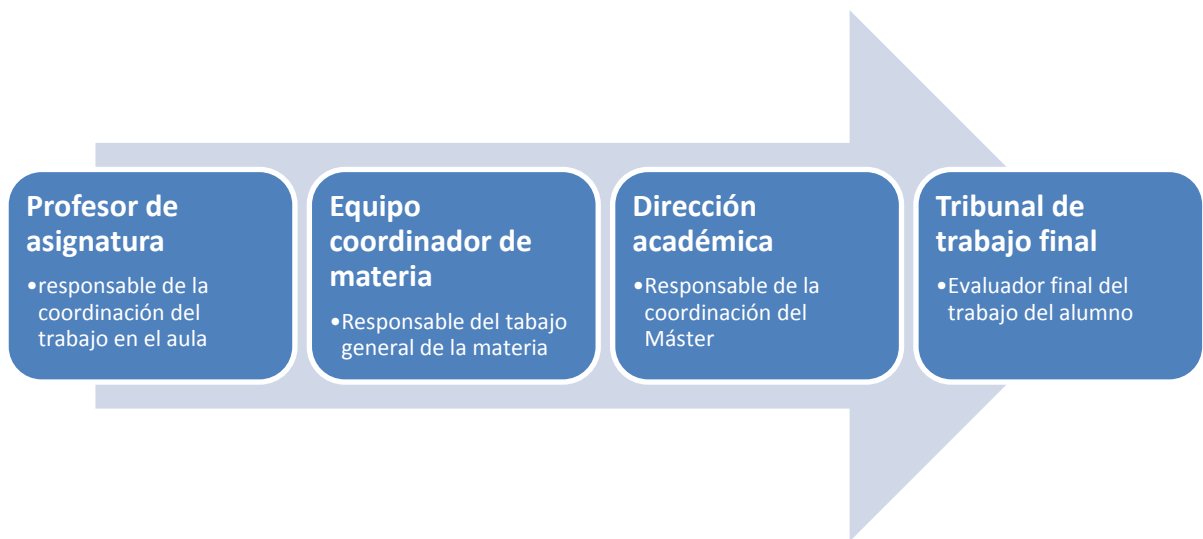 Profesor de
asignatura
•responsable de la
coordinación del
trabajo en el aula
Equipo
coordinador de
materia
•Responsable del tabajo
general de la materia
Dirección
académica
•Responsable de la
coordinación del
Máster
Tribunal de
trabajo final
•Evaluador final del
trabajo del alumno